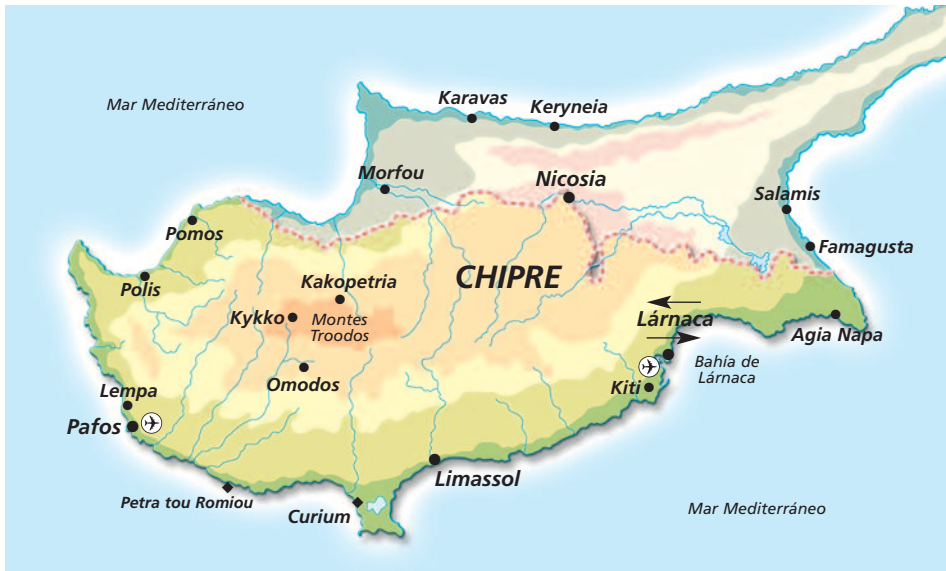 Mar Mediterráneo
Karavas
Keryneia
Morfou
Nicosia
Salamis
Pomos
Famagusta
Polis
Kakopetria
CHIPRE
Kykko
Montes
Troodos
Lárnaca
Agia Napa
Omodos
Bahía de
Lárnaca
Kiti
Lempa
Pafos
Limassol
Petra tou Romiou
Curium
Mar Mediterráneo